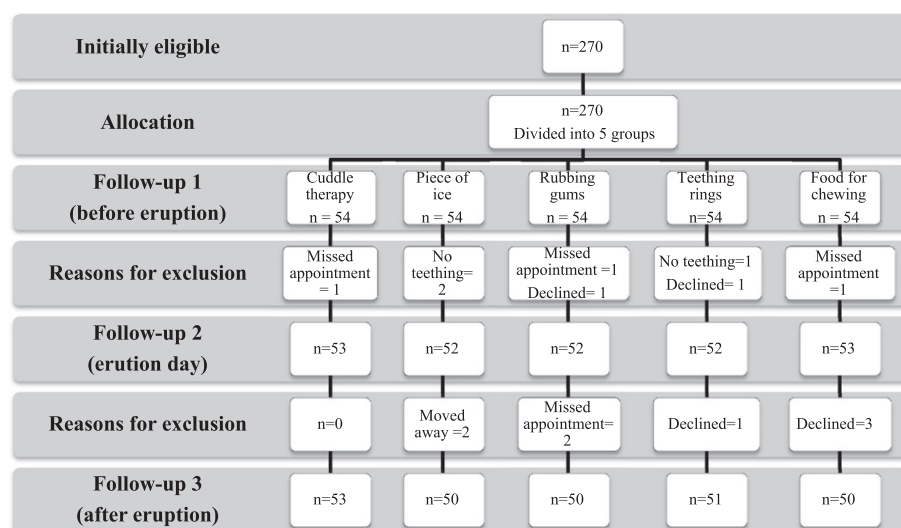 Initially eligible
n=270
Allocation
n=270
Divided into 5 groups
Follow-up 1
(before eruption)
Cuddle
therapy
n = 54
Piece of
ice
n = 54
Rubbing
gums
n = 54
Teething
rings
n=54
Food for
chewing
n = 54
Reasons for exclusion
Missed
appointment
= 1
No
teething=
2
Missed
appointment =1
Declined= 1
No teething=1
Declined= 1
Missed
appointment
=1
Follow-up 2
(erution day)
n=53
n=52
n=52
n=52
n=53
Reasons for exclusion
n=0
Moved
away =2
Missed
appointment=
2
Declined=1
Declined=3
Follow-up 3
(after eruption)
n=53
n=50
n=50
n=51
n=50